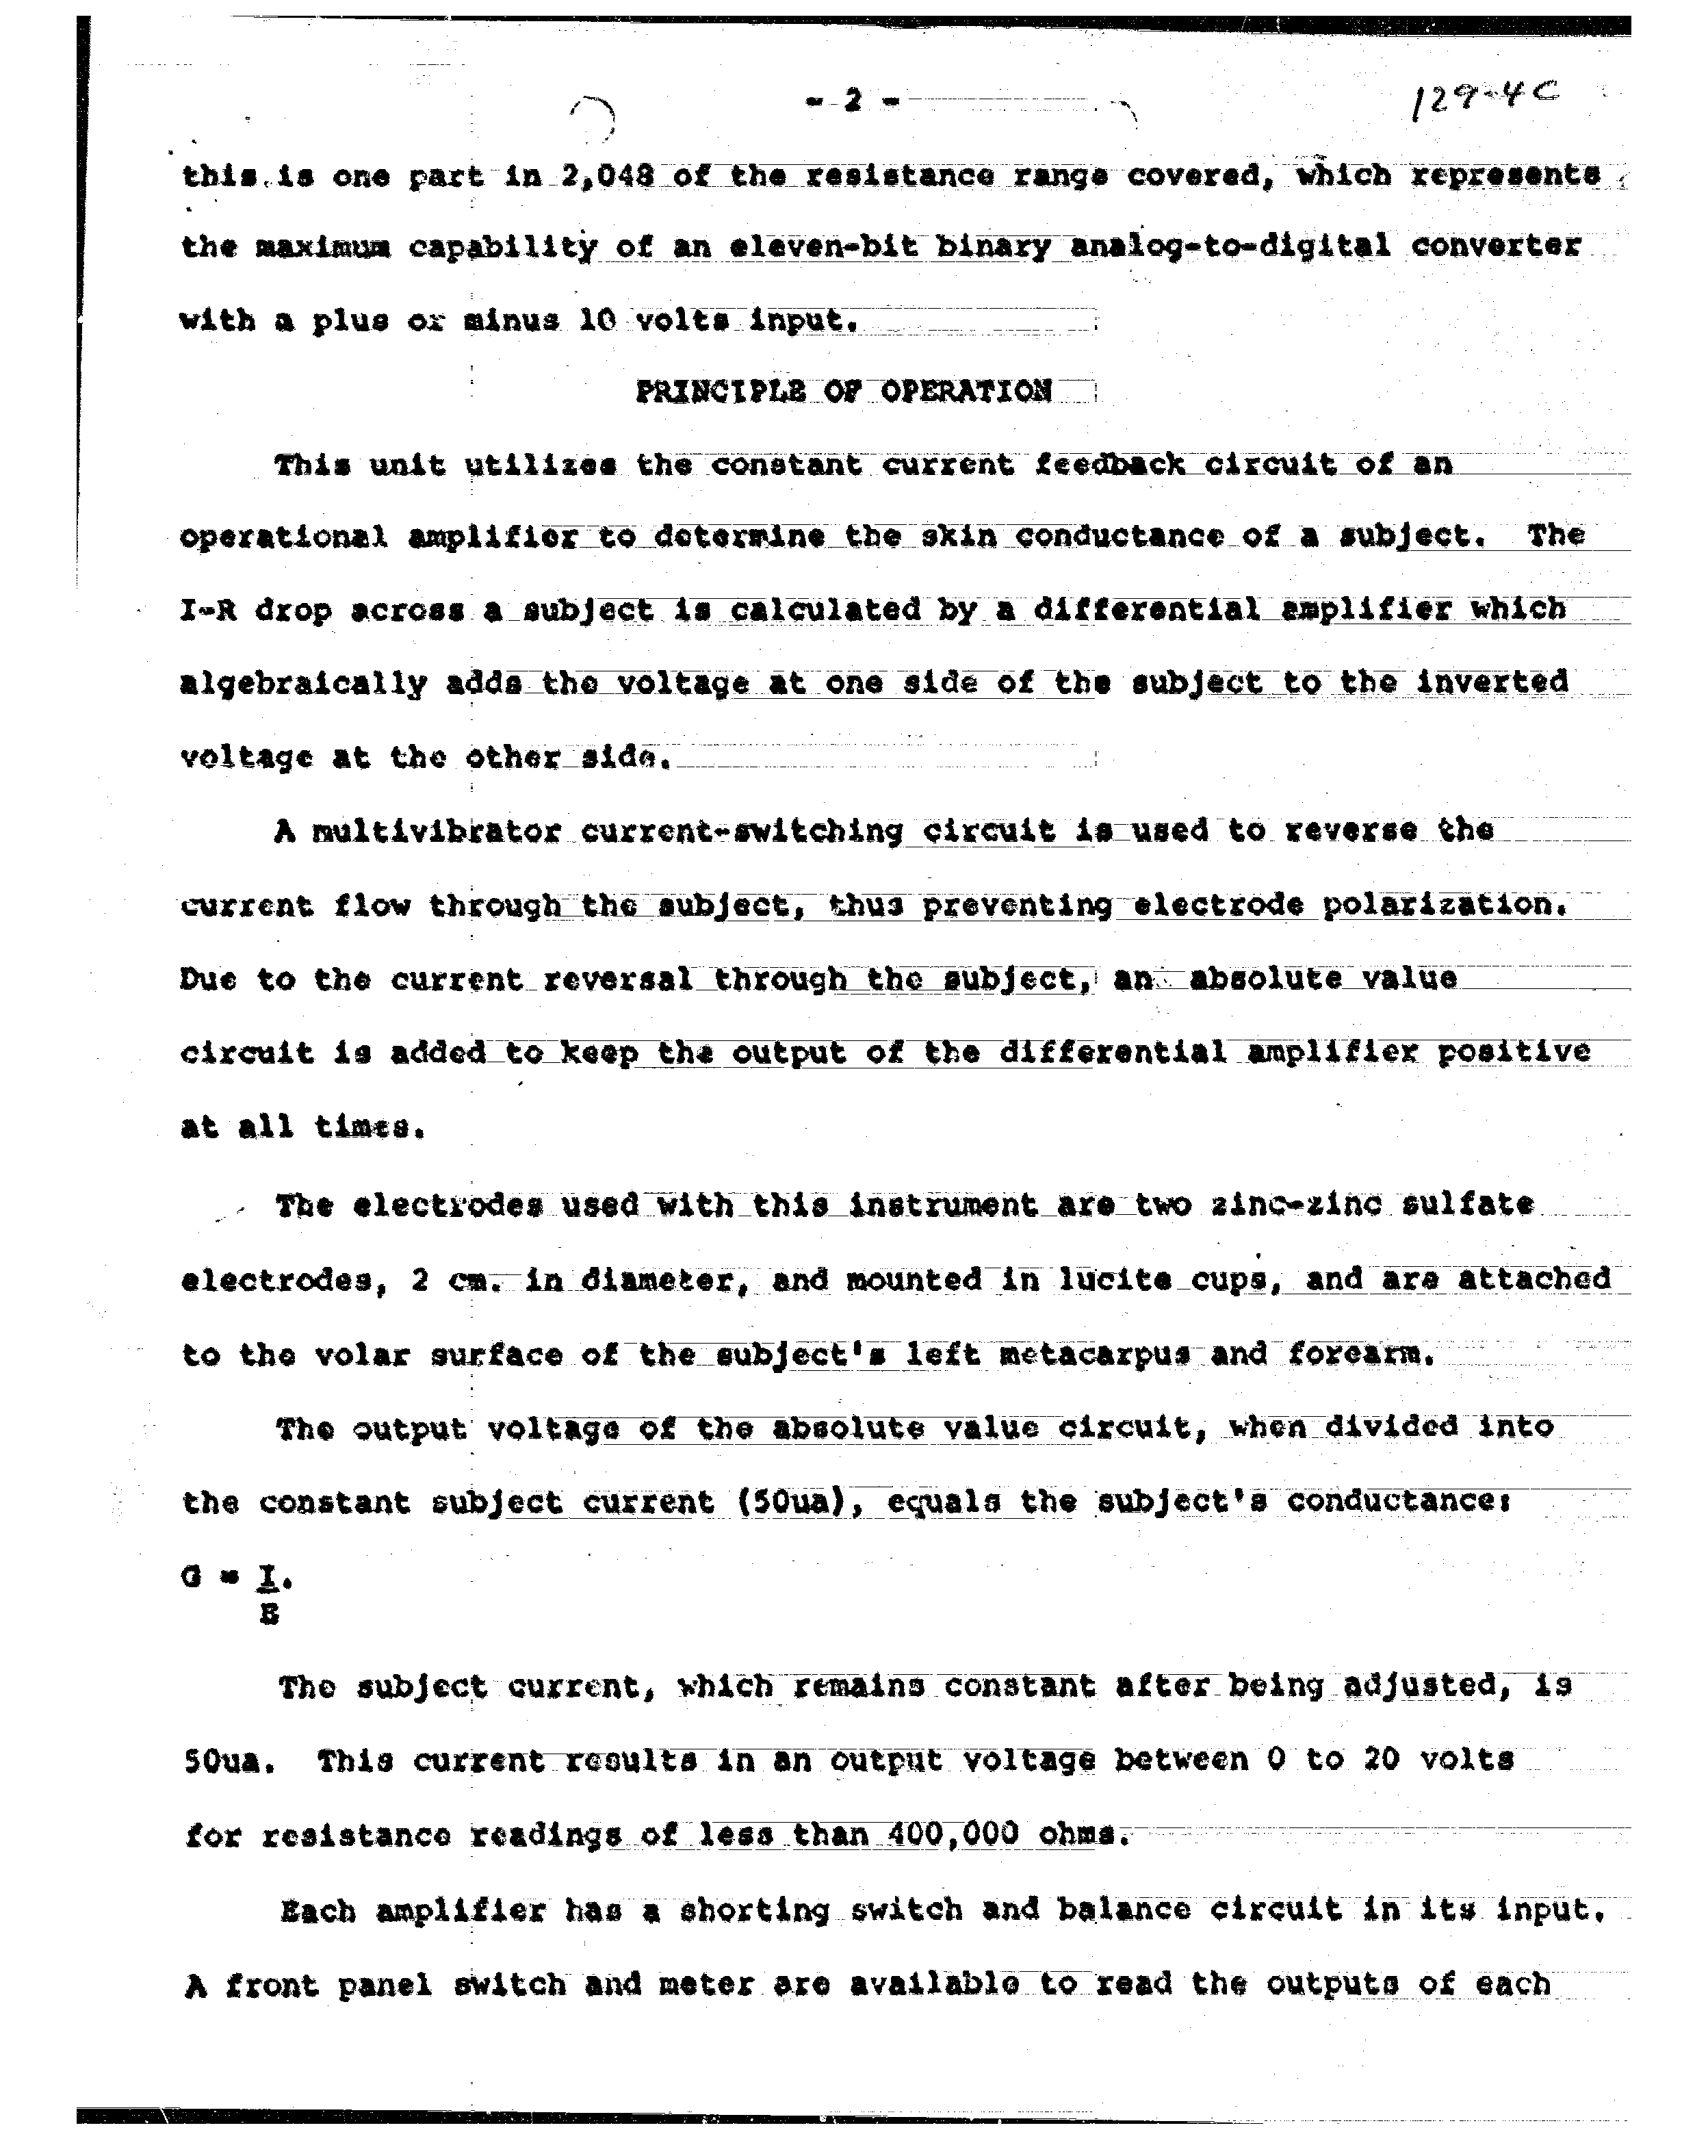 - 2 -
129-4C
this is one part in 2,048 of the resistance range covered, which represents
the maximum capability of an eleven-bit binary analog-to-digital converter
with a plus or minus 10 volts input.
PRINCIPLE OF OPERATION
This unit utilizes the constant current feedback circuit of an
operational amplifier to determine the skin conductance of a subject. The
I-R drop across a subject is calculated by a differential amplifier which
algebraically adds the voltage at one side of the subject to the inverted
voltage at the other side.
A multivibrator current-switching circuit is used to reverse the
current flow through the subject, thus preventing electrode polarization.
Due to the current reversal through the subject, an absolute value
circuit is added to keep the output of the differential amplifier positive
at all times.
The electrodes used with this instrument are two zinc-zinc sulfate
electrodes, 2 cm. in diameter, and mounted in lucite cups, and are attached
to the volar surface of the subject's left metacarpus and forearm.
The output voltage of the absolute value circuit, when divided into
the constant subject current (50ua), equals the subject's conductance:
G = I.
E
The subject current, which remains constant after being adjusted, is
50ua. This current results in an output voltage between 0 to 20 volts
for resistance readings of less than 400,000 ohms.
Each amplifier has a shorting switch and balance circuit in its input.
A front panel switch and meter are available to read the outputs of each